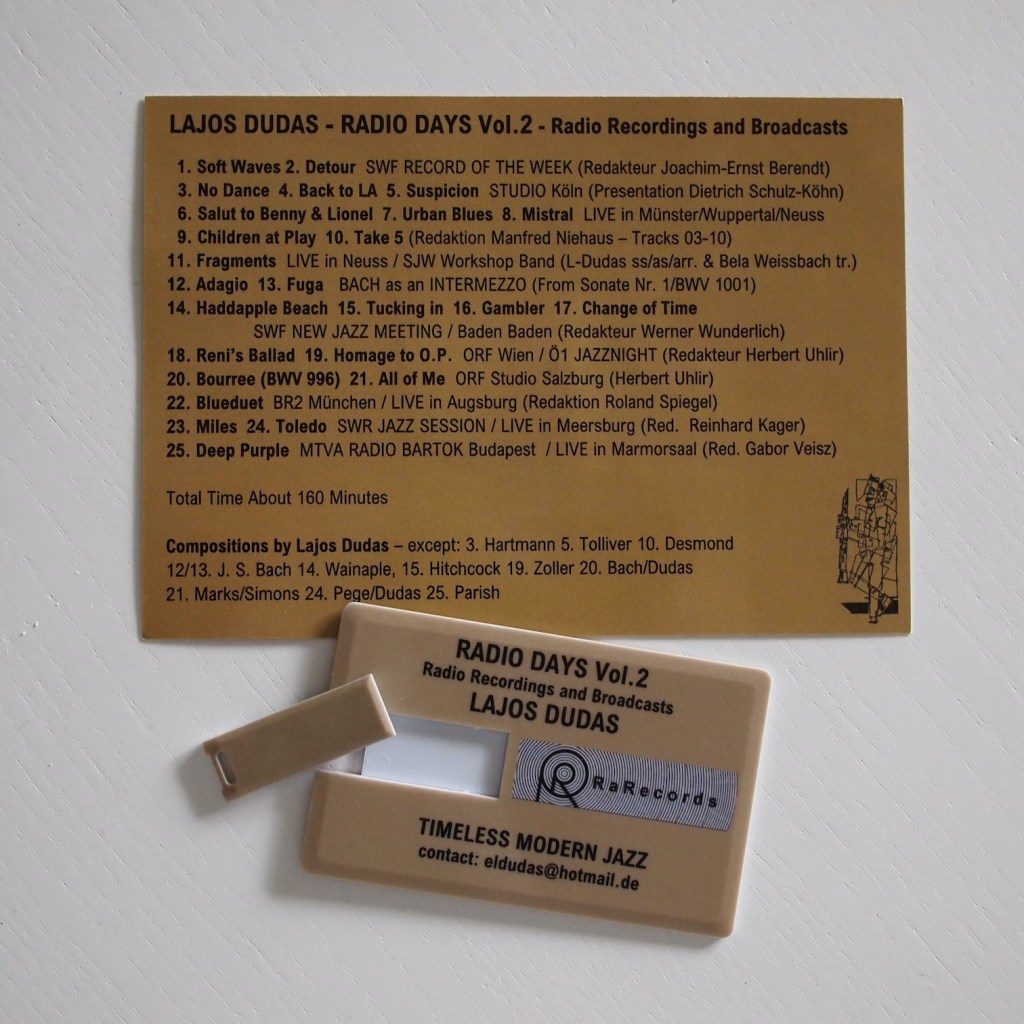 LAJOS DUDAS - RADIO DAYS Vol.2 - Radio Recordings and Broadcasts
1. Soft Waves 2. Detour SWF RECORD OF THE WEEK (Redakteur Joachim-Ernst Berendt)
3. No Dance 4. Back to LA 5. Suspicion STUDIO Köln (Presentation Dietrich Schulz-Köhn)
6. Salut to Benny & Lionel 7. Urban Blues 8. Mistral LIVE in Münster/Wuppertal/Neuss
9. Children at Play 10. Take 5 (Redaktion Manfred Niehaus – Tracks 03-10)
11. Fragments LIVE in Neuss / SJW Workshop Band (L-Dudas ss/as/arr. & Bela Weissbach tr.)
12. Adagio 13. Fuga BACH as an INTERMEZZO (From Sonate Nr. 1/BWV 1001)
14. Haddapple Beach 15. Tucking in 16. Gambler 17. Change of Time
SWF NEW JAZZ MEETING / Baden Baden (Redakteur Werner Wunderlich)
18. Reni's Ballad 19. Homage to O.P. ORF Wien / Ö1 JAZZNIGHT (Redakteur Herbert Uhlir)
20. Bourree (BWV 996) 21. All of Me ORF Studio Salzburg (Herbert Uhlir)
22. Blueduet BR2 München / LIVE in Augsburg (Redaktion Roland Spiegel)
23. Miles 24. Toledo SWR JAZZ SESSION / LIVE in Meersburg (Red. Reinhard Kager)
25. Deep Purple MTVA RADIO BARTOK Budapest / LIVE in Marmorsaal (Red. Gabor Veisz)
Total Time About 160 Minutes
Compositions by Lajos Dudas – except: 3. Hartmann 5. Tolliver 10. Desmond
12/13. J. S. Bach 14. Wainaple, 15. Hitchcock 19. Zoller 20. Bach/Dudas
21. Marks/Simons 24. Pege/Dudas 25. Parish
RADIO DAYS Vol.2
Radio Recordings and Broadcasts
LAJOS DUDAS
RaRecords
TIMELESS MODERN JAZZ
contact: eldudas@hotmail.de